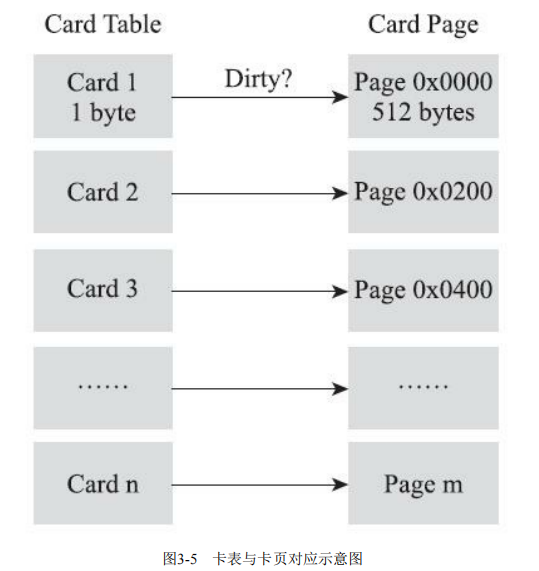 Card Table
Card Page
Card 1
1 byte
Dirty?
Page 0x0000
512 bytes
Card 2
Page 0x0200
Card 3
Page 0x0400
……
……
Card n
Page m
图3-5 卡表与卡页对应示意图